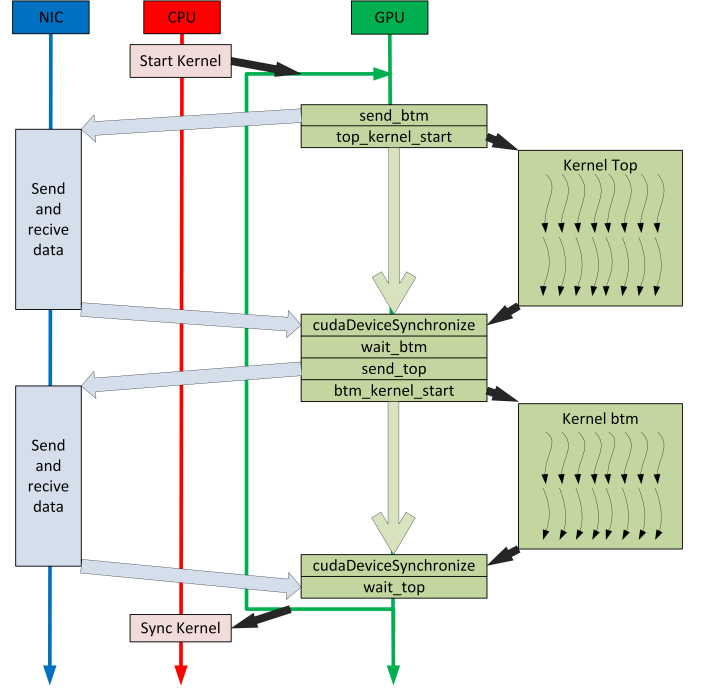 NIC
CPU
GPU
Start Kernel
send_btm
top_kernel_start
Kernel Top
Send
and
recive
data
cudaDeviceSynchronize
wait_btm
send_top
btm_kernel_start
Kernel btm
Send
and
recive
data
cudaDeviceSynchronize
wait_top
Sync Kernel